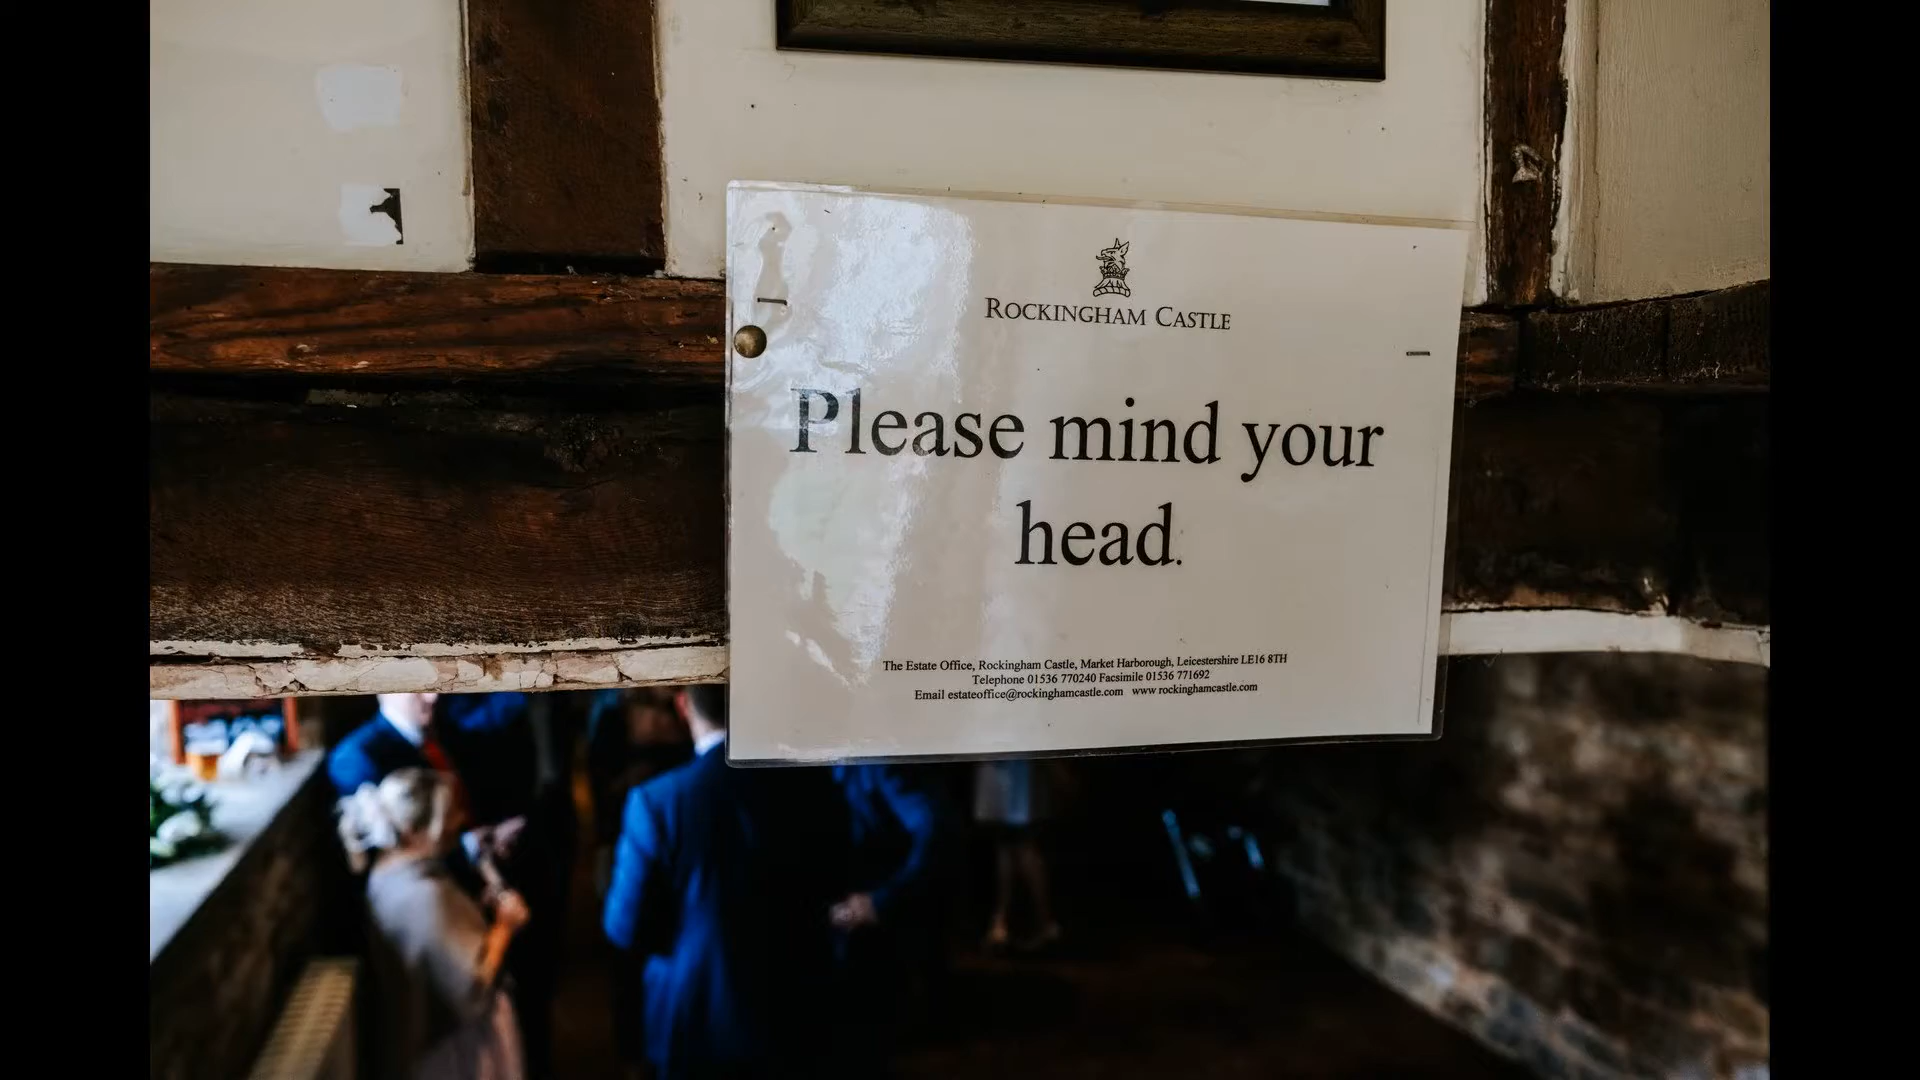 ROCKINGHAM CASTLE
Please mind your
head.
The Estate Office, Rockingham Castle, Market Harborough, Leicestershire LE16 8TH
Telephone 01536 770240 Facsimile 01536 771692
Email estateoffice@rockinghamcastle.com www.rockinghamcastle.com